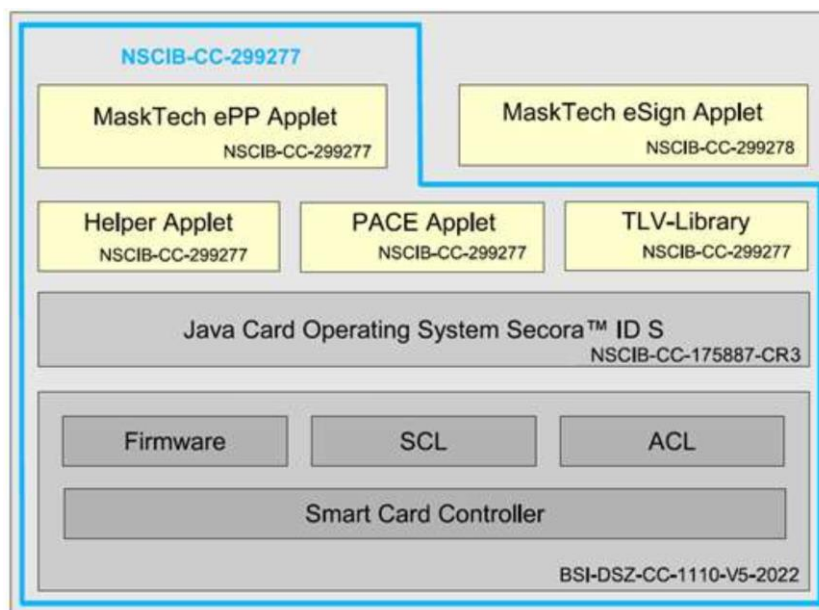 NSCIB-CC-299277
MaskTech ePP Applet
NSCIB-CC-299277
MaskTech eSign Applet
NSCIB-CC-299278
Helper Applet
NSCIB-CC-299277
PACE Applet
NSCIB-CC-299277
TLV-Library
NSCIB-CC-299277
Java Card Operating System Secora™ ID S
NSCIB-CC-175887-CR3
Firmware
SCL
ACL
Smart Card Controller
BSI-DSZ-CC-1110-V5-2022